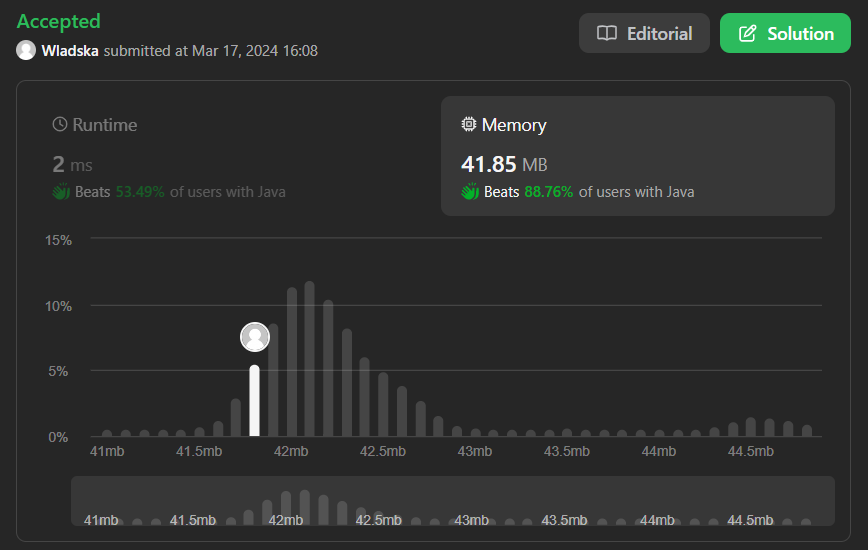 Accepted
Wladska submitted at Mar 17, 2024 16:08
Editorial
Solution
Runtime
2 ms
Beats 53.49% of users with Java
Memory
41.85 MB
Beats 88.76% of users with Java
15%
10%
5%
0%
41mb 41.5mb 42mb 42.5mb 43mb 43.5mb 44mb 44.5mb
41mb 41.5mb 42mb 42.5mb 43mb 43.5mb 44mb 44.5mb